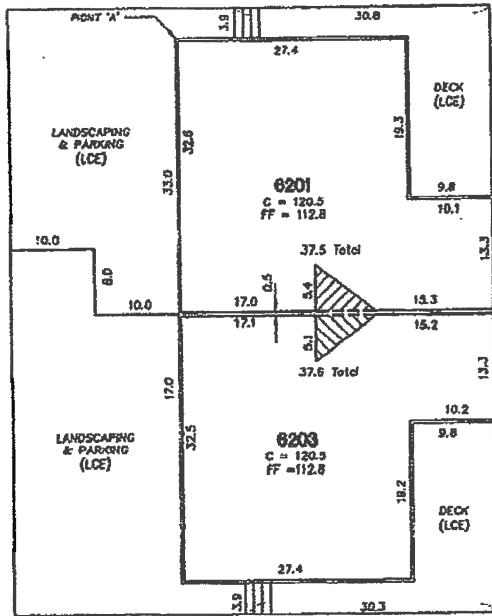 POINT "A"
3.9
30.8
27.4
DECK
(LCE)
LANDSCAPING
& PARKING
(LCE)
32.6
33.0
19.3
6201
C = 120.5
FF = 112.8
9.8
10.1
10.0
8.0
37.5 Total
13.3
10.0
17.0
0.5
5.4
15.3
17.1
5.1
15.2
37.6 Total
13.3
17.0
32.5
LANDSCAPING
& PARKING
(LCE)
6203
C = 120.5
FF =112.8
10.2
9.8
DECK
(LCE)
27.4
3.9
30.3